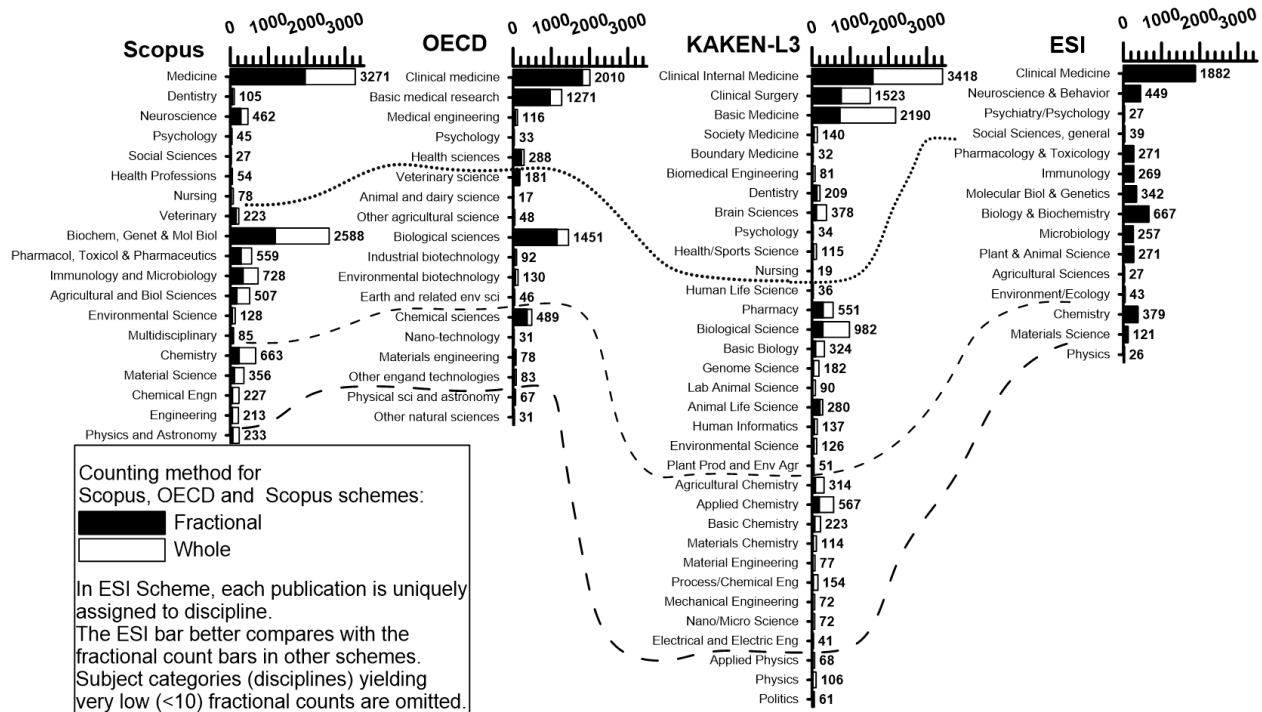 Scopus
0 1000 2000 3000
Medicine 3271
Dentistry 105
Neuroscience 462
Psychology 45
Social Sciences 27
Health Professions 54
Nursing 78
Veterinary 223
Biochem, Genet & Mol Biol 2588
Pharmacol, Toxicol & Pharmaceutics 559
Immunology and Microbiology 728
Agricultural and Biol Sciences 507
Environmental Science 128
Multidisciplinary 85
Chemistry 663
Material Science 356
Chemical Engn 227
Engineering 213
Physics and Astronomy 233
OECD
0 1000 2000 3000
Clinical medicine 2010
Basic medical research 1271
Medical engineering 116
Psychology 33
Health sciences 288
Veterinary science 181
Animal and dairy science 17
Other agricultural science 48
Biological sciences 1451
Industrial biotechnology 92
Environmental biotechnology 130
Earth and related env sci 46
Chemical sciences 489
Nano-technology 31
Materials engineering 78
Other engand technologies 83
Physical sci and astronomy 67
Other natural sciences 31
KAKEN-L3
0 1000 2000 3000
Clinical Internal Medicine 3418
Clinical Surgery 1523
Basic Medicine 2190
Society Medicine 140
Boundary Medicine 32
Biomedical Engineering 81
Dentistry 209
Brain Sciences 378
Psychology 34
Health/Sports Science 115
Nursing 19
Human Life Science 36
Pharmacy 551
Biological Science 982
Basic Biology 324
Genome Science 182
Lab Animal Science 90
Animal Life Science 280
Human Informatics 137
Environmental Science 126
Plant Prod and Env Agr 51
Agricultural Chemistry 314
Applied Chemistry 567
Basic Chemistry 223
Materials Chemistry 114
Material Engineering 77
Process/Chemical Eng 154
Mechanical Engineering 72
Nano/Micro Science 72
Electrical and Electric Eng 41
Applied Physics 68
Physics 106
Politics 61
ESI
0 1000 2000 3000
Clinical Medicine 1882
Neuroscience & Behavior 449
Psychiatry/Psychology 27
Social Sciences, general 39
Pharmacology & Toxicology 271
Immunology 269
Molecular Biol & Genetics 342
Biology & Biochemistry 667
Microbiology 257
Plant & Animal Science 271
Agricultural Sciences 27
Environment/Ecology 43
Chemistry 379
Materials Science 121
Physics 26
Counting method for
Scopus, OECD and Scopus schemes:
Fractional
Whole
In ESI Scheme, each publication is uniquely
assigned to discipline.
The ESI bar better compares with the
fractional count bars in other schemes.
Subject categories (disciplines) yielding
very low (<10) fractional counts are omitted.